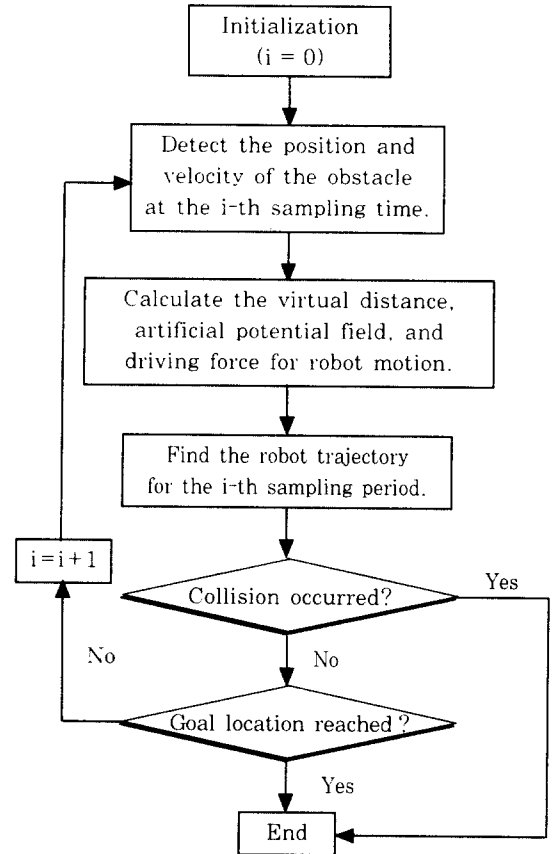 Initialization
(i = 0)
Detect the position and
velocity of the obstacle
at the i-th sampling time.
Calculate the virtual distance,
artificial potential field, and
driving force for robot motion.
Find the robot trajectory
for the i-th sampling period.
i=i+1
Collision occurred?
Yes
No
No
Goal location reached?
Yes
End